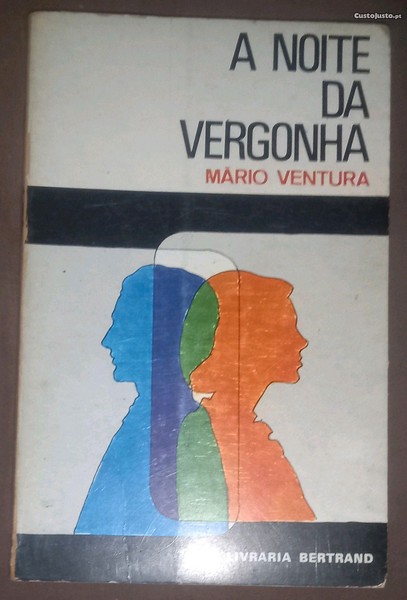 CustoJusto.pt
A NOITE
DA
VERGONHA
MÁRIO VENTURA
LIVRARIA BERTRAND